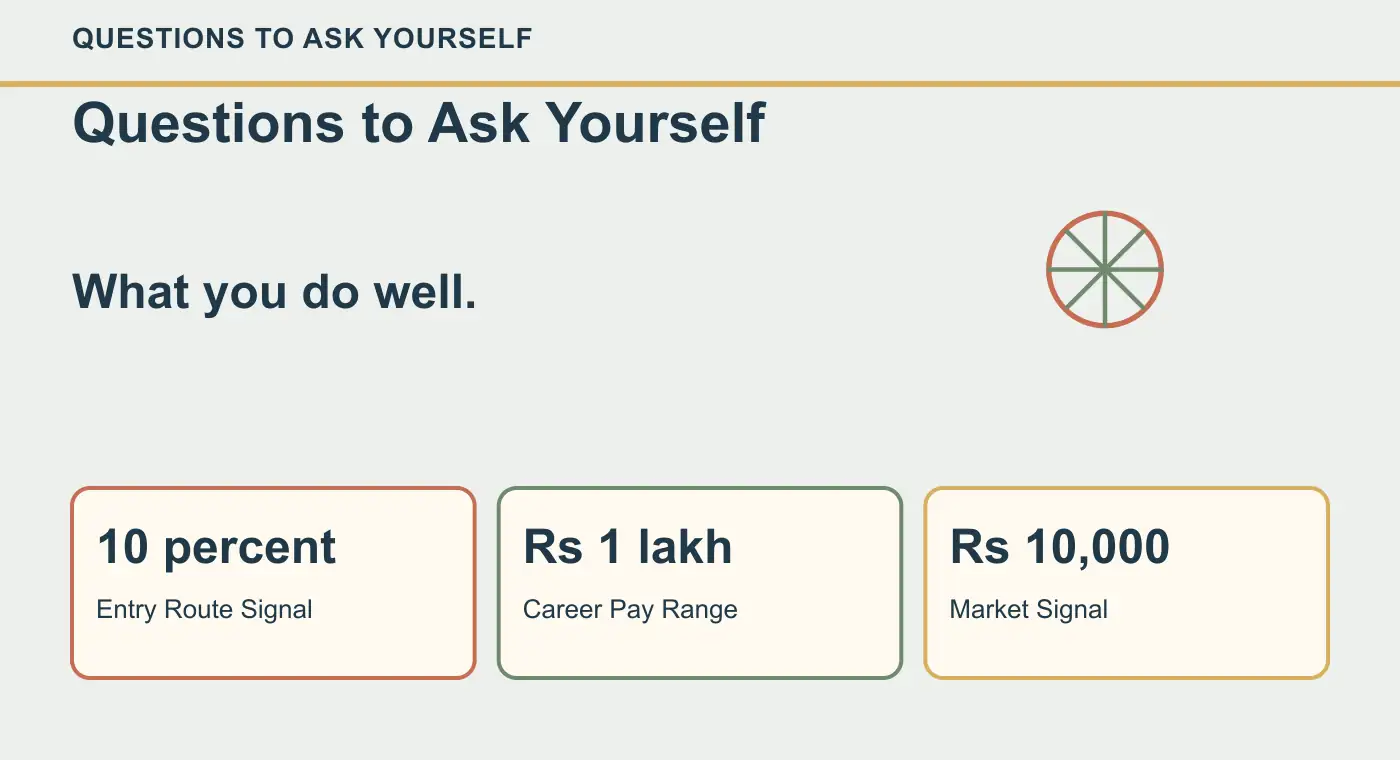 QUESTIONS TO ASK YOURSELF
Questions to Ask Yourself
What you do well.
10 percent
Entry Route Signal
Rs 1 lakh
Career Pay Range
Rs 10,000
Market Signal